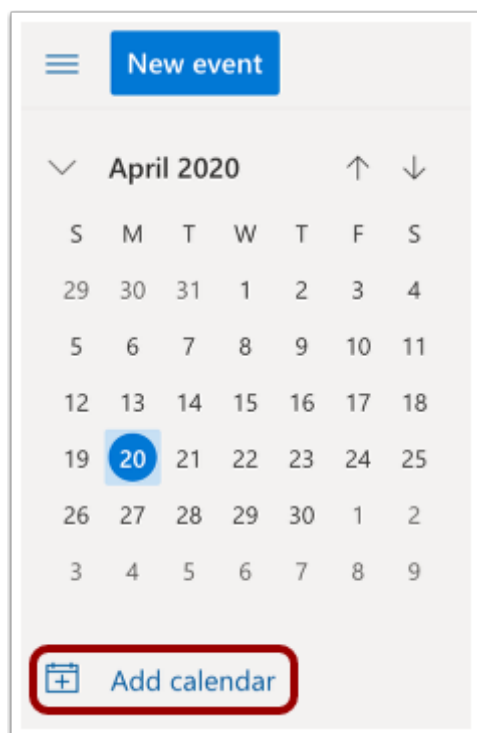 New event
April 2020
S M T W T F S
29 30 31 1 2 3 4
5 6 7 8 9 10 11
12 13 14 15 16 17 18
19 20 21 22 23 24 25
26 27 28 29 30 1 2
3 4 5 6 7 8 9
Add calendar